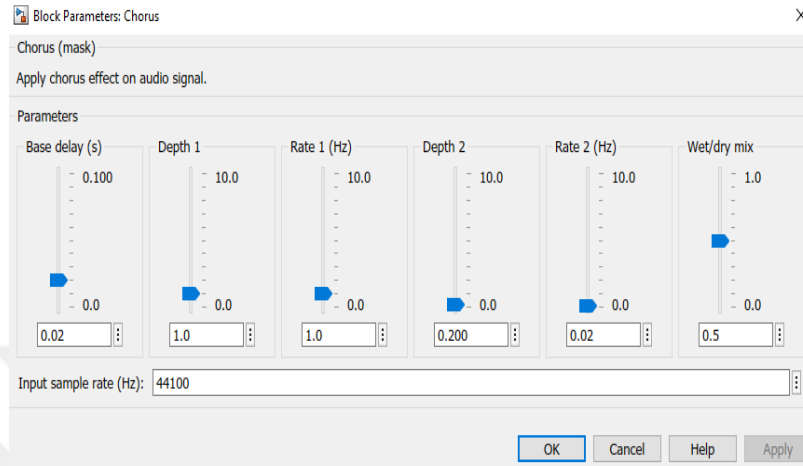 Block Parameters: Chorus X
Chorus (mask)
Apply chorus effect on audio signal.
Parameters
Base delay (s) Depth 1 Rate 1 (Hz) Depth 2 Rate 2 (Hz) Wet/dry mix
0.100 10.0 10.0 10.0 10.0 1.0
0.0 0.0 0.0 0.0 0.0 0.0
0.02 1.0 1.0 0.200 0.02 0.5
Input sample rate (Hz): 44100
OK Cancel Help Apply